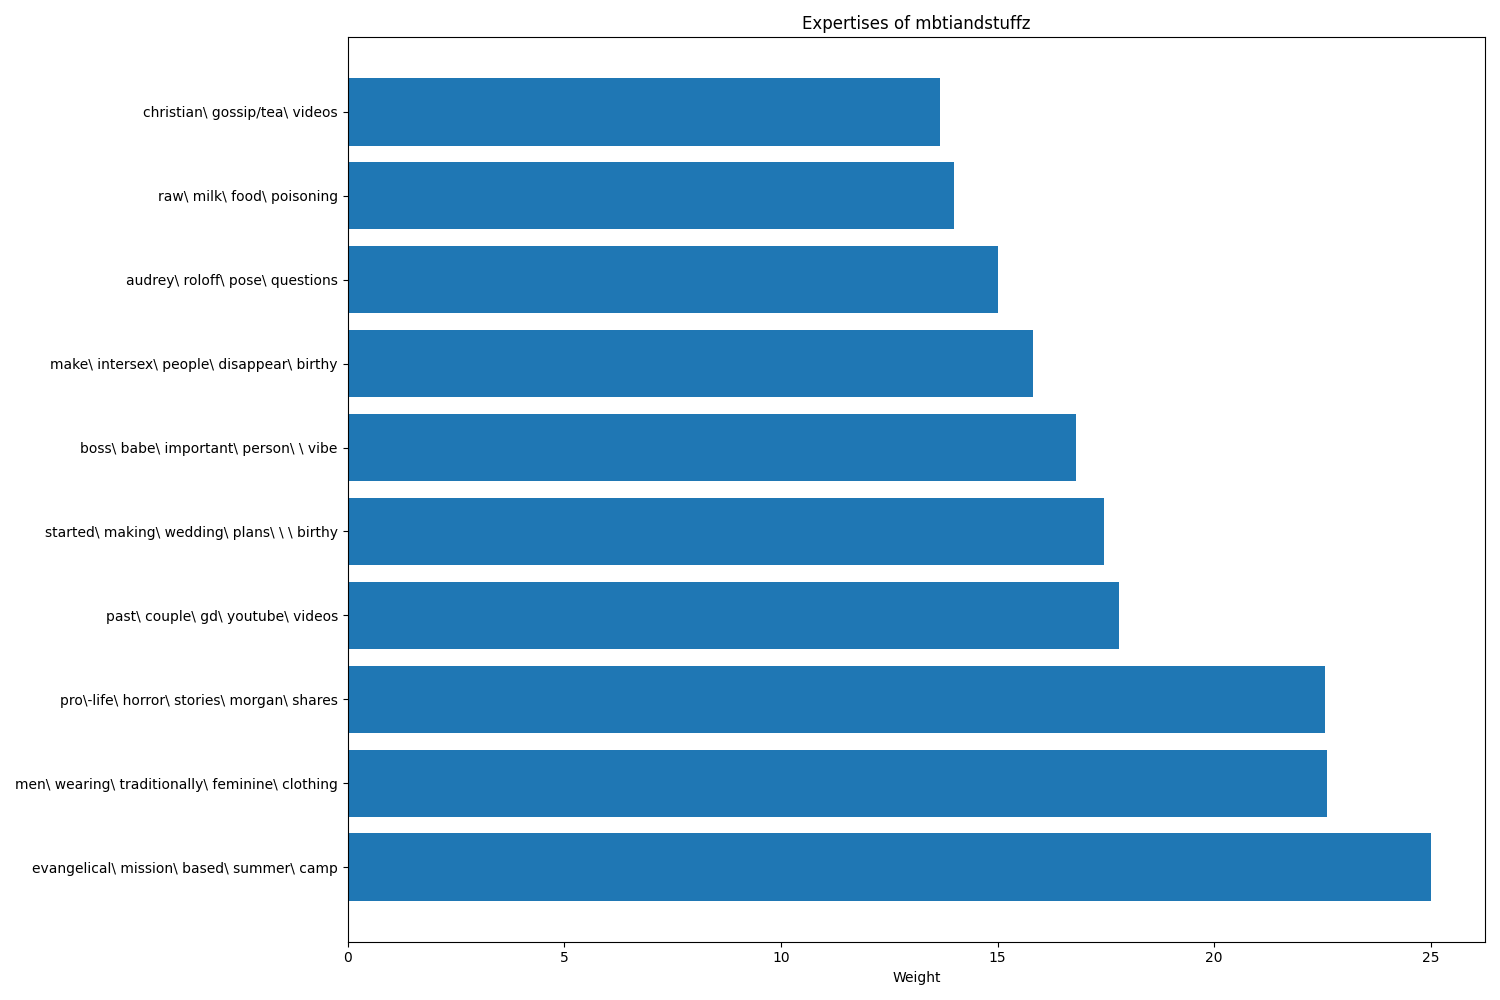 Expertises of mbtiandstuffz
christian\ gossip/tea\ videos
raw\ milk\ food\ poisoning
audrey\ roloff\ pose\ questions
make\ intersex\ people\ disappear\ birthy
boss\ babe\ important\ person\ \ vibe
started\ making\ wedding\ plans\ \ \ birthy
past\ couple\ gd\ youtube\ videos
pro\-life\ horror\ stories\ morgan\ shares
men\ wearing\ traditionally\ feminine\ clothing
evangelical\ mission\ based\ summer\ camp
0 5 10 15 20 25
Weight